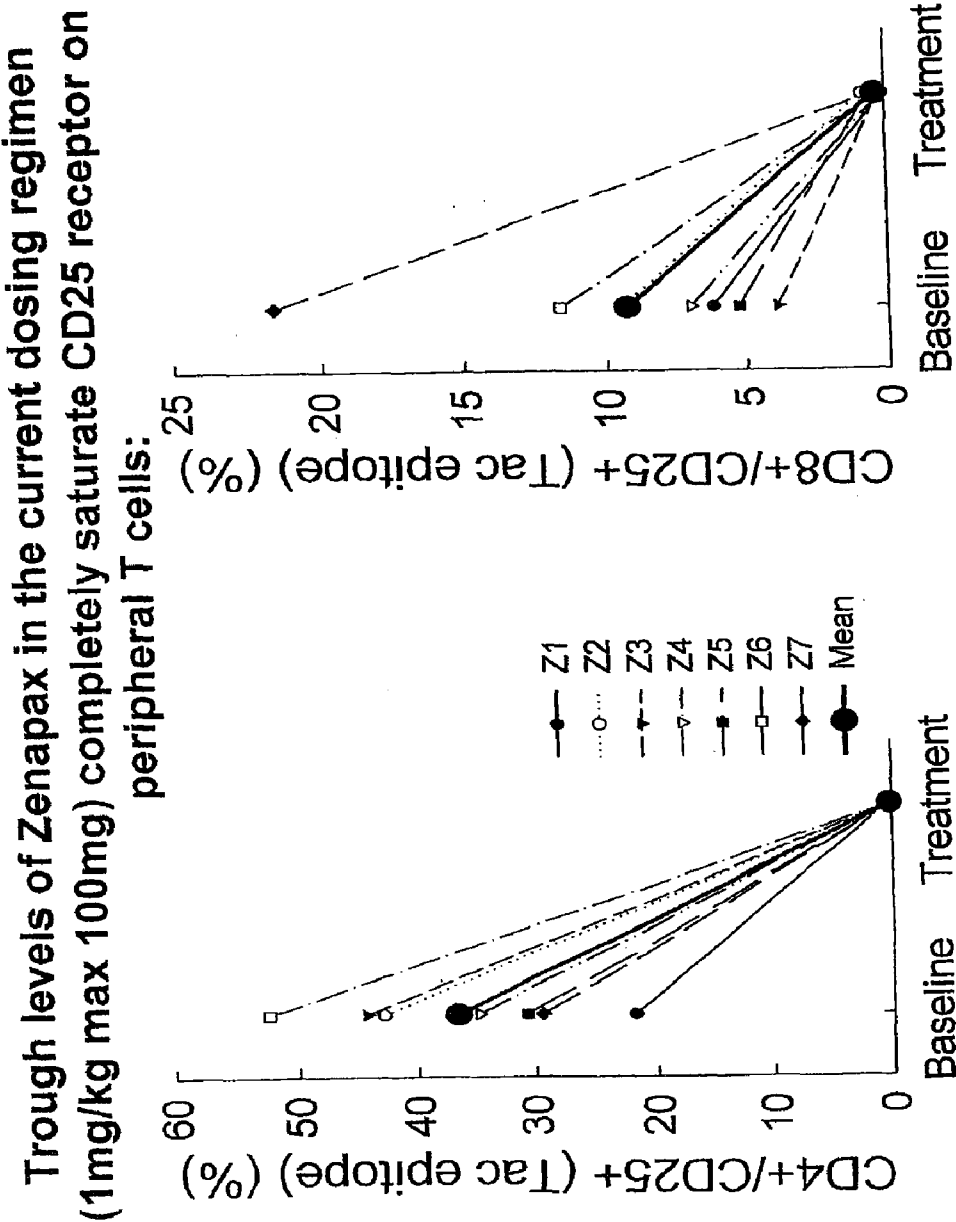 Trough levels of Zenapax in the current dosing regimen
(1mg/kg max 100mg) completely saturate CD25 receptor on
peripheral T cells:
CD4+/CD25+ (Tac epitope) (%)
60
50
40
30
20
10
0
Baseline Treatment
Z1
Z2
Z3
Z4
Z5
Z6
Z7
Mean
CD8+/CD25+ (Tac epitope) (%)
25
20
15
10
5
0
Baseline Treatment